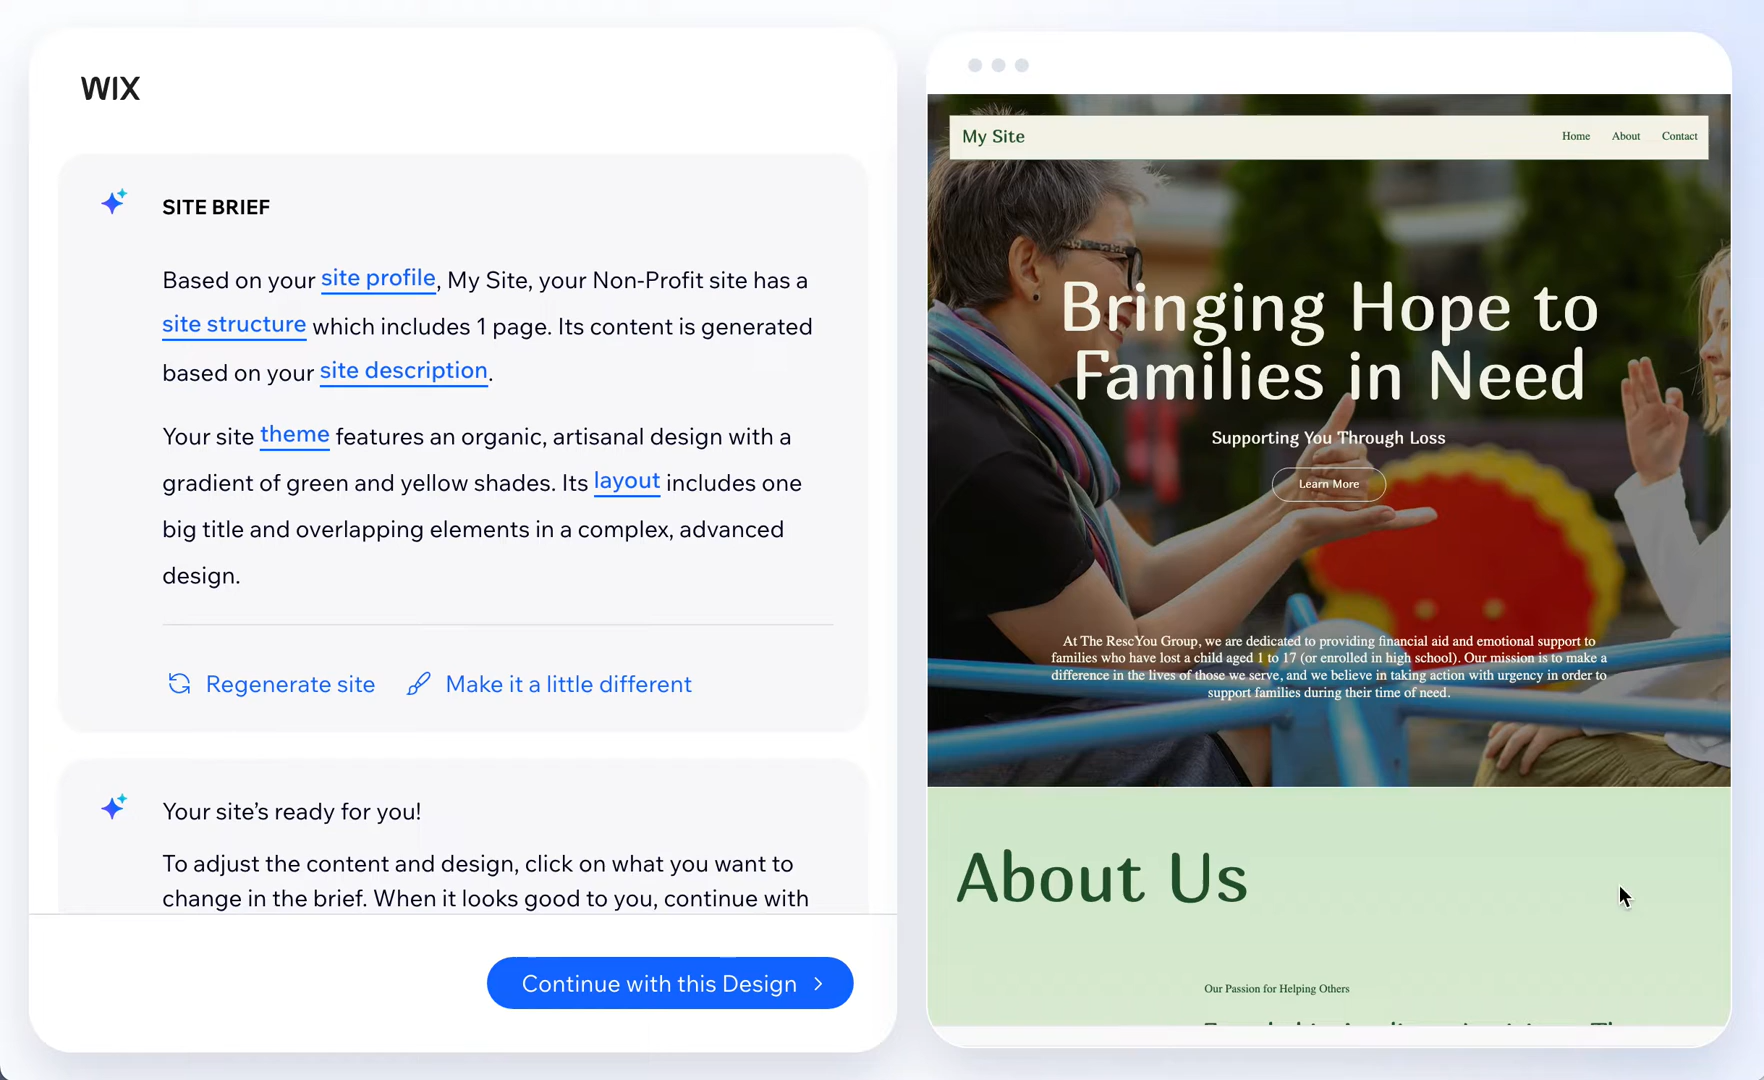 WIX
SITE BRIEF
Based on your site profile, My Site, your Non-Profit site has a
site structure which includes 1 page. Its content is generated
based on your site description.
Your site theme features an organic, artisanal design with a
gradient of green and yellow shades. Its layout includes one
big title and overlapping elements in a complex, advanced
design.
Regenerate site
Make it a little different
Your site’s ready for you!
To adjust the content and design, click on what you want to
change in the brief. When it looks good to you, continue with
Continue with this Design
My Site
Home
About
Contact
Bringing Hope to
Families in Need
Supporting You Through Loss
Learn More
At The RescYou Group, we are dedicated to providing financial aid and emotional support to
families who have lost a child aged 1 to 17 (or enrolled in high school). Our mission is to make a
difference in the lives of those we serve, and we believe in taking action with urgency in order to
support families during their time of need.
About Us
Our Passion for Helping Others